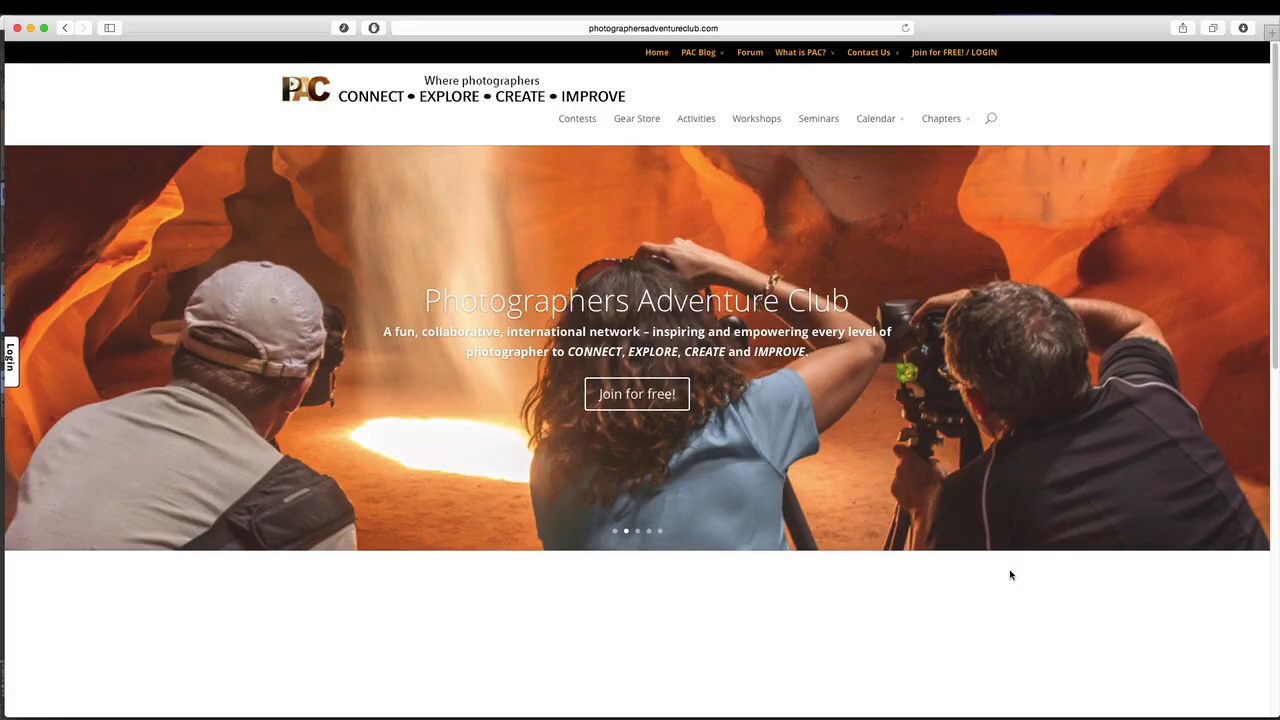 photographersadventureclub.com
Home PAC Blog Forum What is PAC? Contact Us Join for FREE! / LOGIN
PAC
Where photographers
CONNECT • EXPLORE • CREATE • IMPROVE
Contests Gear Store Activities Workshops Seminars Calendar Chapters
Photographers Adventure Club
A fun, collaborative, international network – inspiring and empowering every level of
photographer to CONNECT, EXPLORE, CREATE and IMPROVE.
Join for free!
Login